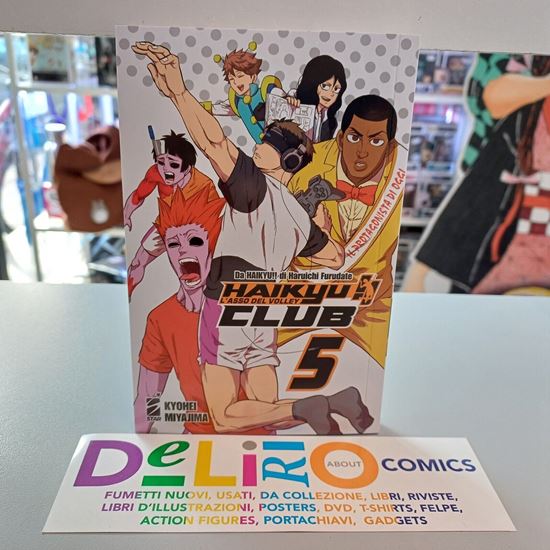 IL PROTAGONISTA DI OGGI
Da HAIKYU!! di Haruichi Furudate
HAIKYU
L'ASSO DEL VOLLEY
CLUB
5
STAR
KYOHEI
MIYAJIMA
DeLiRiO
ABOUT
COMICS
FUMETTI NUOVI, USATI, DA COLLEZIONE, LIBRI, RIVISTE,
LIBRI D'ILLUSTRAZIONI, POSTERS, DVD, T-SHIRTS, FELPE,
ACTION FIGURES, PORTACHIAVI, GADGETS